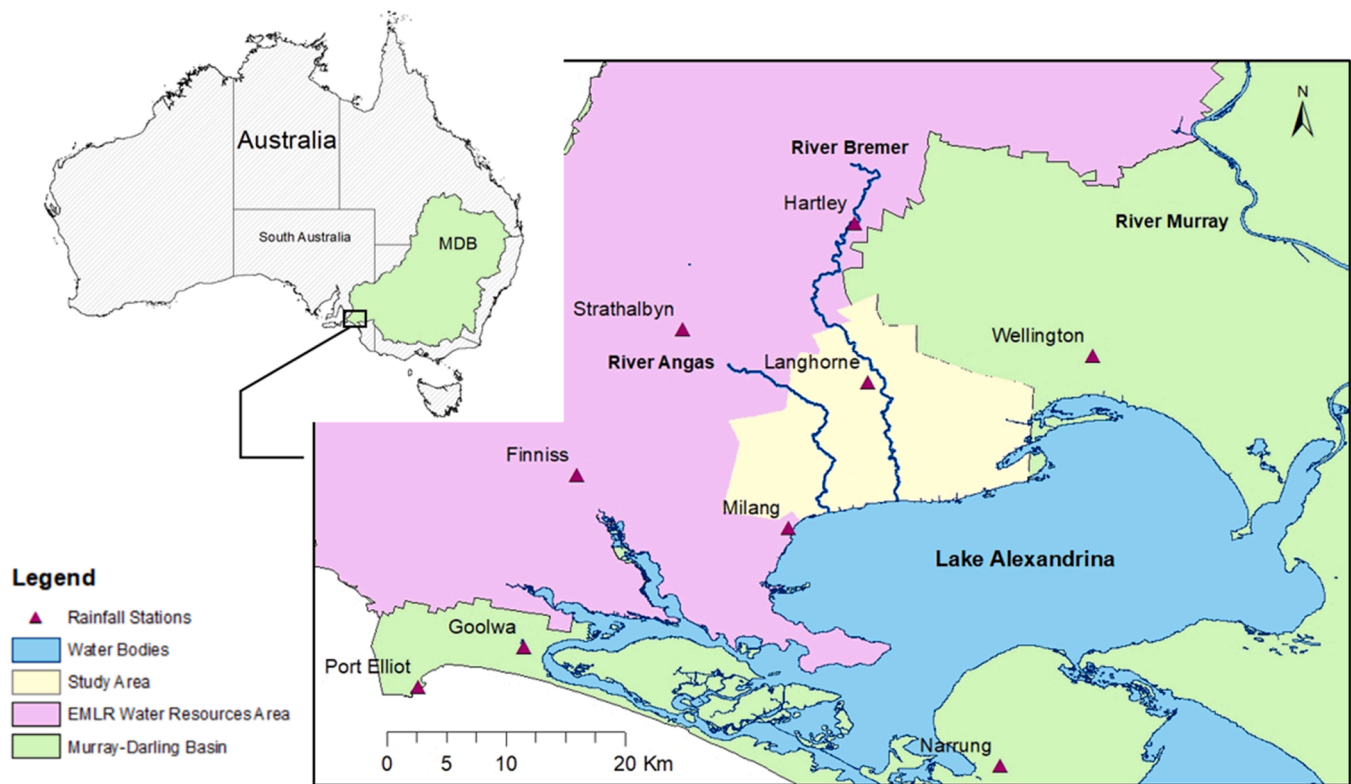 Australia
South Australia
MDB
N
River Bremer
Hartley
River Murray
Strathalbyn
Wellington
River Angas
Langhorne
Finniss
Milang
Lake Alexandrina
Goolwa
Port Elliot
Narrung
0 5 10 20 Km
Legend
Rainfall Stations
Water Bodies
Study Area
EMLR Water Resources Area
Murray-Darling Basin